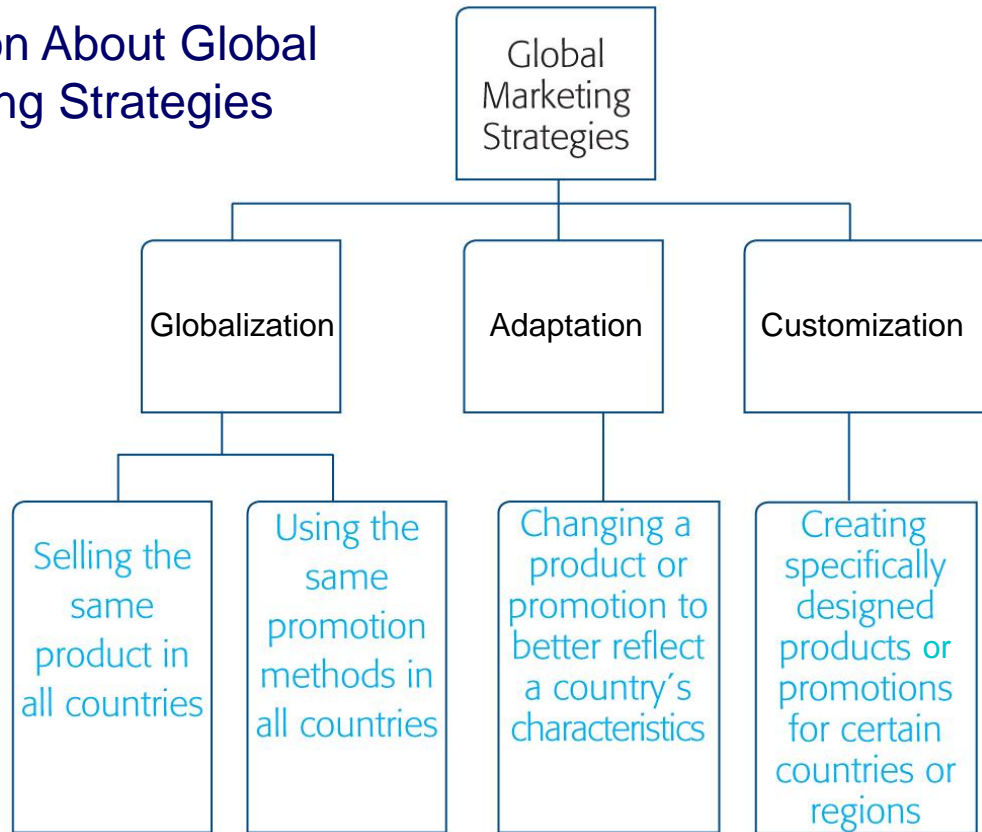 on About Global
ng Strategies
Global
Marketing
Strategies
Globalization
Adaptation
Customization
Selling the
same
product in
all countries
Using the
same
promotion
methods in
all countries
Changing a
product or
promotion to
better reflect
a country´s
characteristics
Creating
specifically
designed
products or
promotions
for certain
countries or
regions